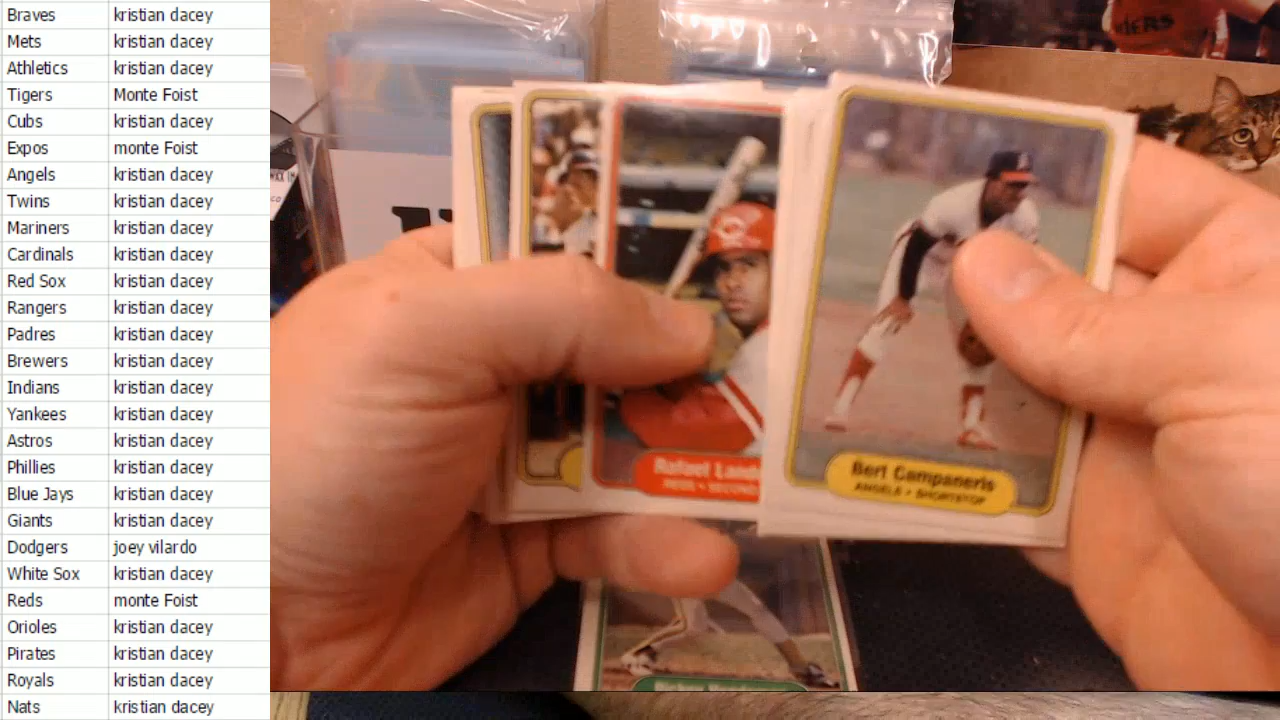 Braves kristian dacey
Mets kristian dacey
Athletics kristian dacey
Tigers Monte Foist
Cubs kristian dacey
Expos monte Foist
Angels kristian dacey
Twins kristian dacey
Mariners kristian dacey
Cardinals kristian dacey
Red Sox kristian dacey
Rangers kristian dacey
Padres kristian dacey
Brewers kristian dacey
Indians kristian dacey
Yankees kristian dacey
Astros kristian dacey
Phillies kristian dacey
Blue Jays kristian dacey
Giants kristian dacey
Dodgers joey vilardo
White Sox kristian dacey
Reds monte Foist
Orioles kristian dacey
Pirates kristian dacey
Royals kristian dacey
Nats kristian dacey
Rafael Land
REDS • SECOND
Bert Campaneris
ANGELS • SHORTSTOP